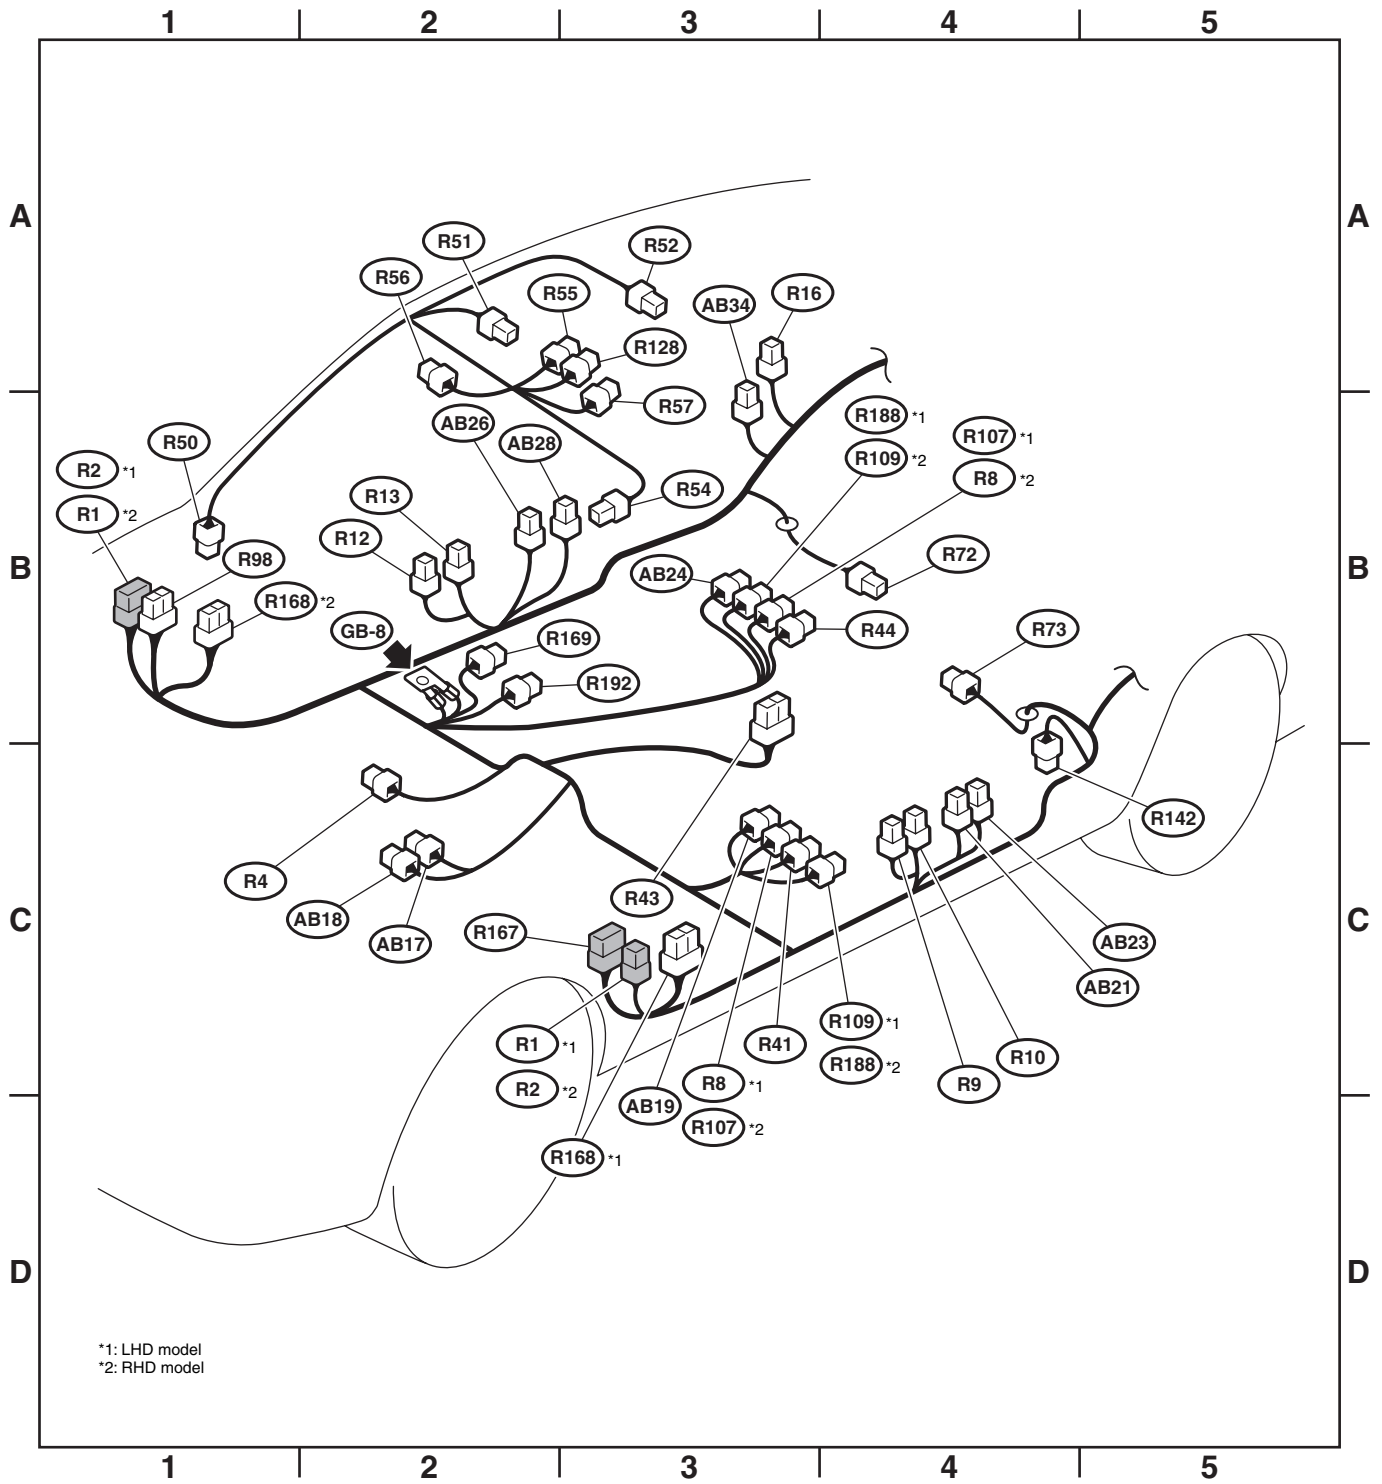 1 2 3 4 5
A A
R51
R52
R56
R55
R16
AB34
R128
R57
R188 *1
AB26
R107 *1
R50
AB28
R109 *2
R2 *1
R8 *2
R54
R13
R1 *2
R12
R72
R98
B B
AB24
R168 *2
GB-8
R44
R73
R169
R192
R142
R4
R43
AB18
C C
R167
AB17
AB23
AB21
R109 *1
R1 *1
R41
R10
R188 *2
R8 *1
R9
R2 *2
AB19
R107 *2
R168 *1
D D
*1: LHD model
*2: RHD model
1 2 3 4 5